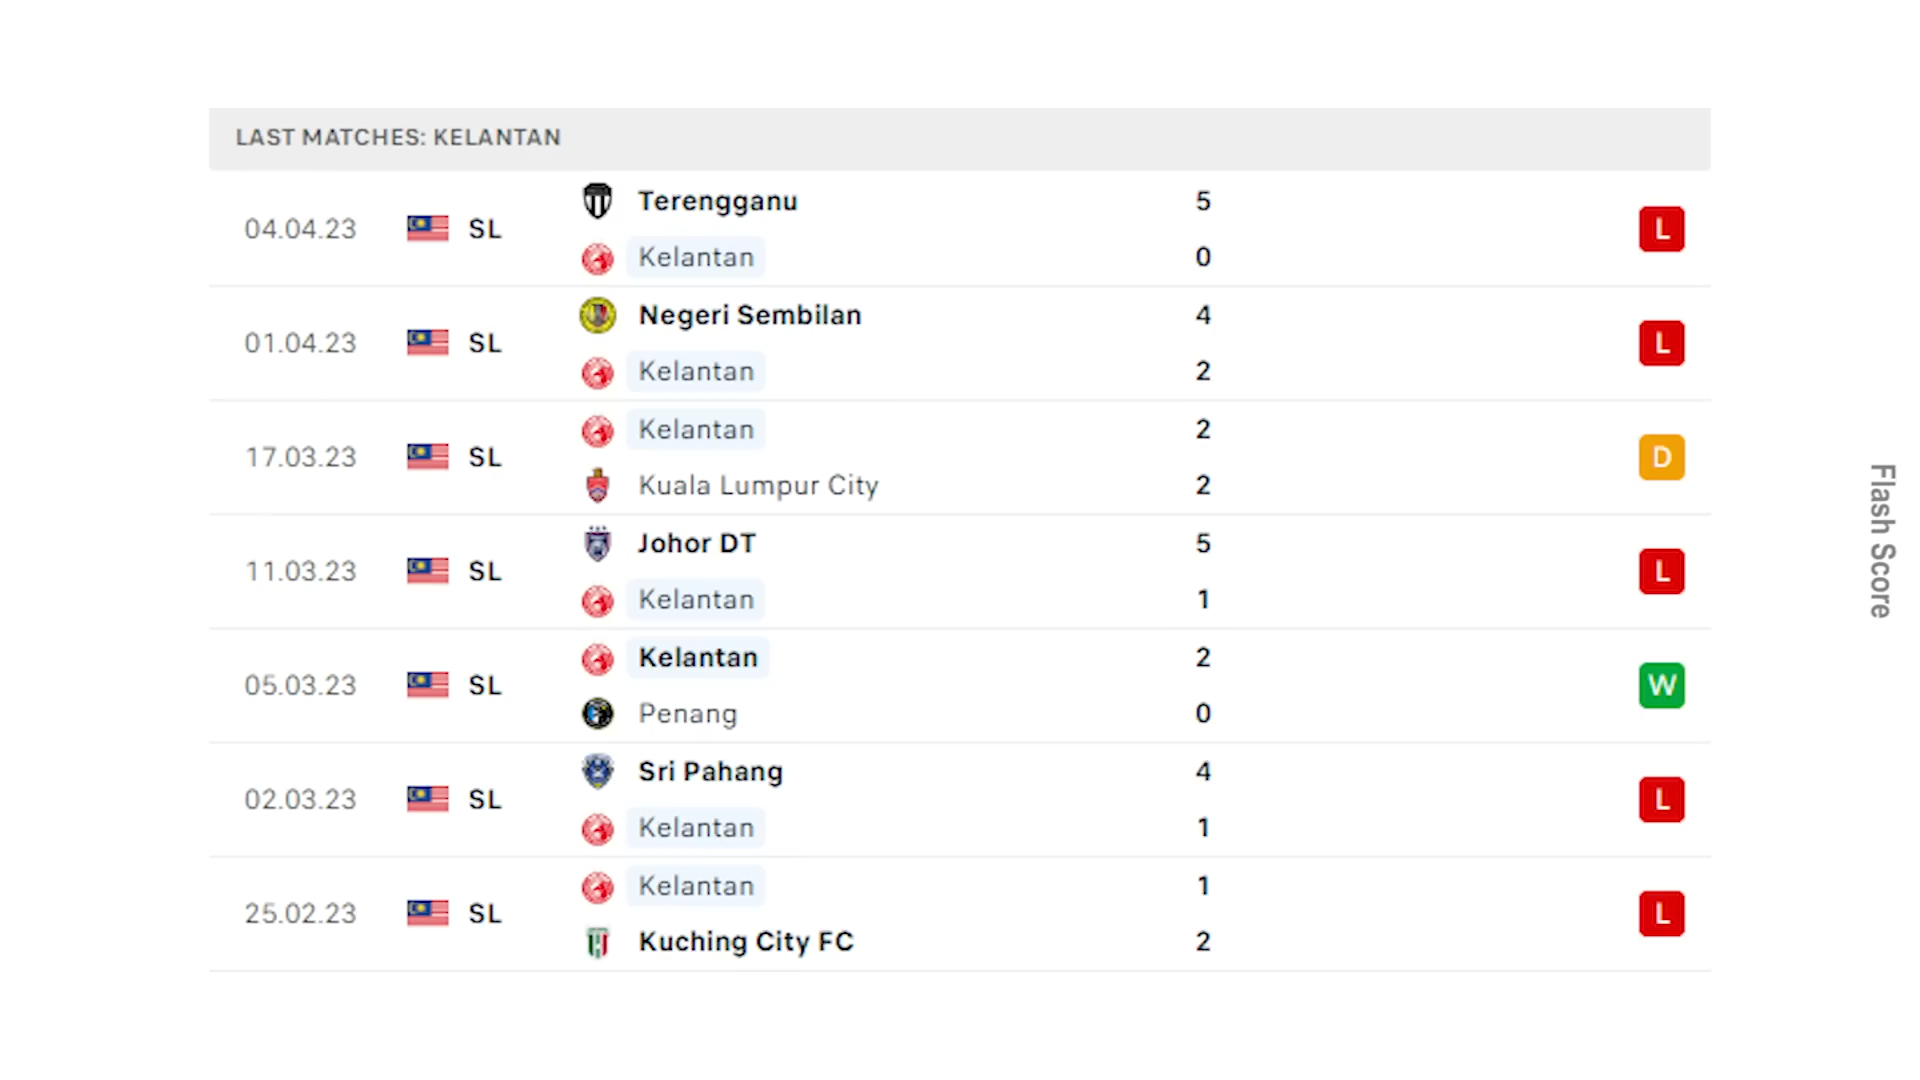 LAST MATCHES: KELANTAN
04.04.23 SL Terengganu 5 L
Kelantan 0
01.04.23 SL Negeri Sembilan 4 L
Kelantan 2
17.03.23 SL Kelantan 2 D
Kuala Lumpur City 2
11.03.23 SL Johor DT 5 L
Kelantan 1
05.03.23 SL Kelantan 2 W
Penang 0
02.03.23 SL Sri Pahang 4 L
Kelantan 1
25.02.23 SL Kelantan 1 L
Kuching City FC 2
Flash Score